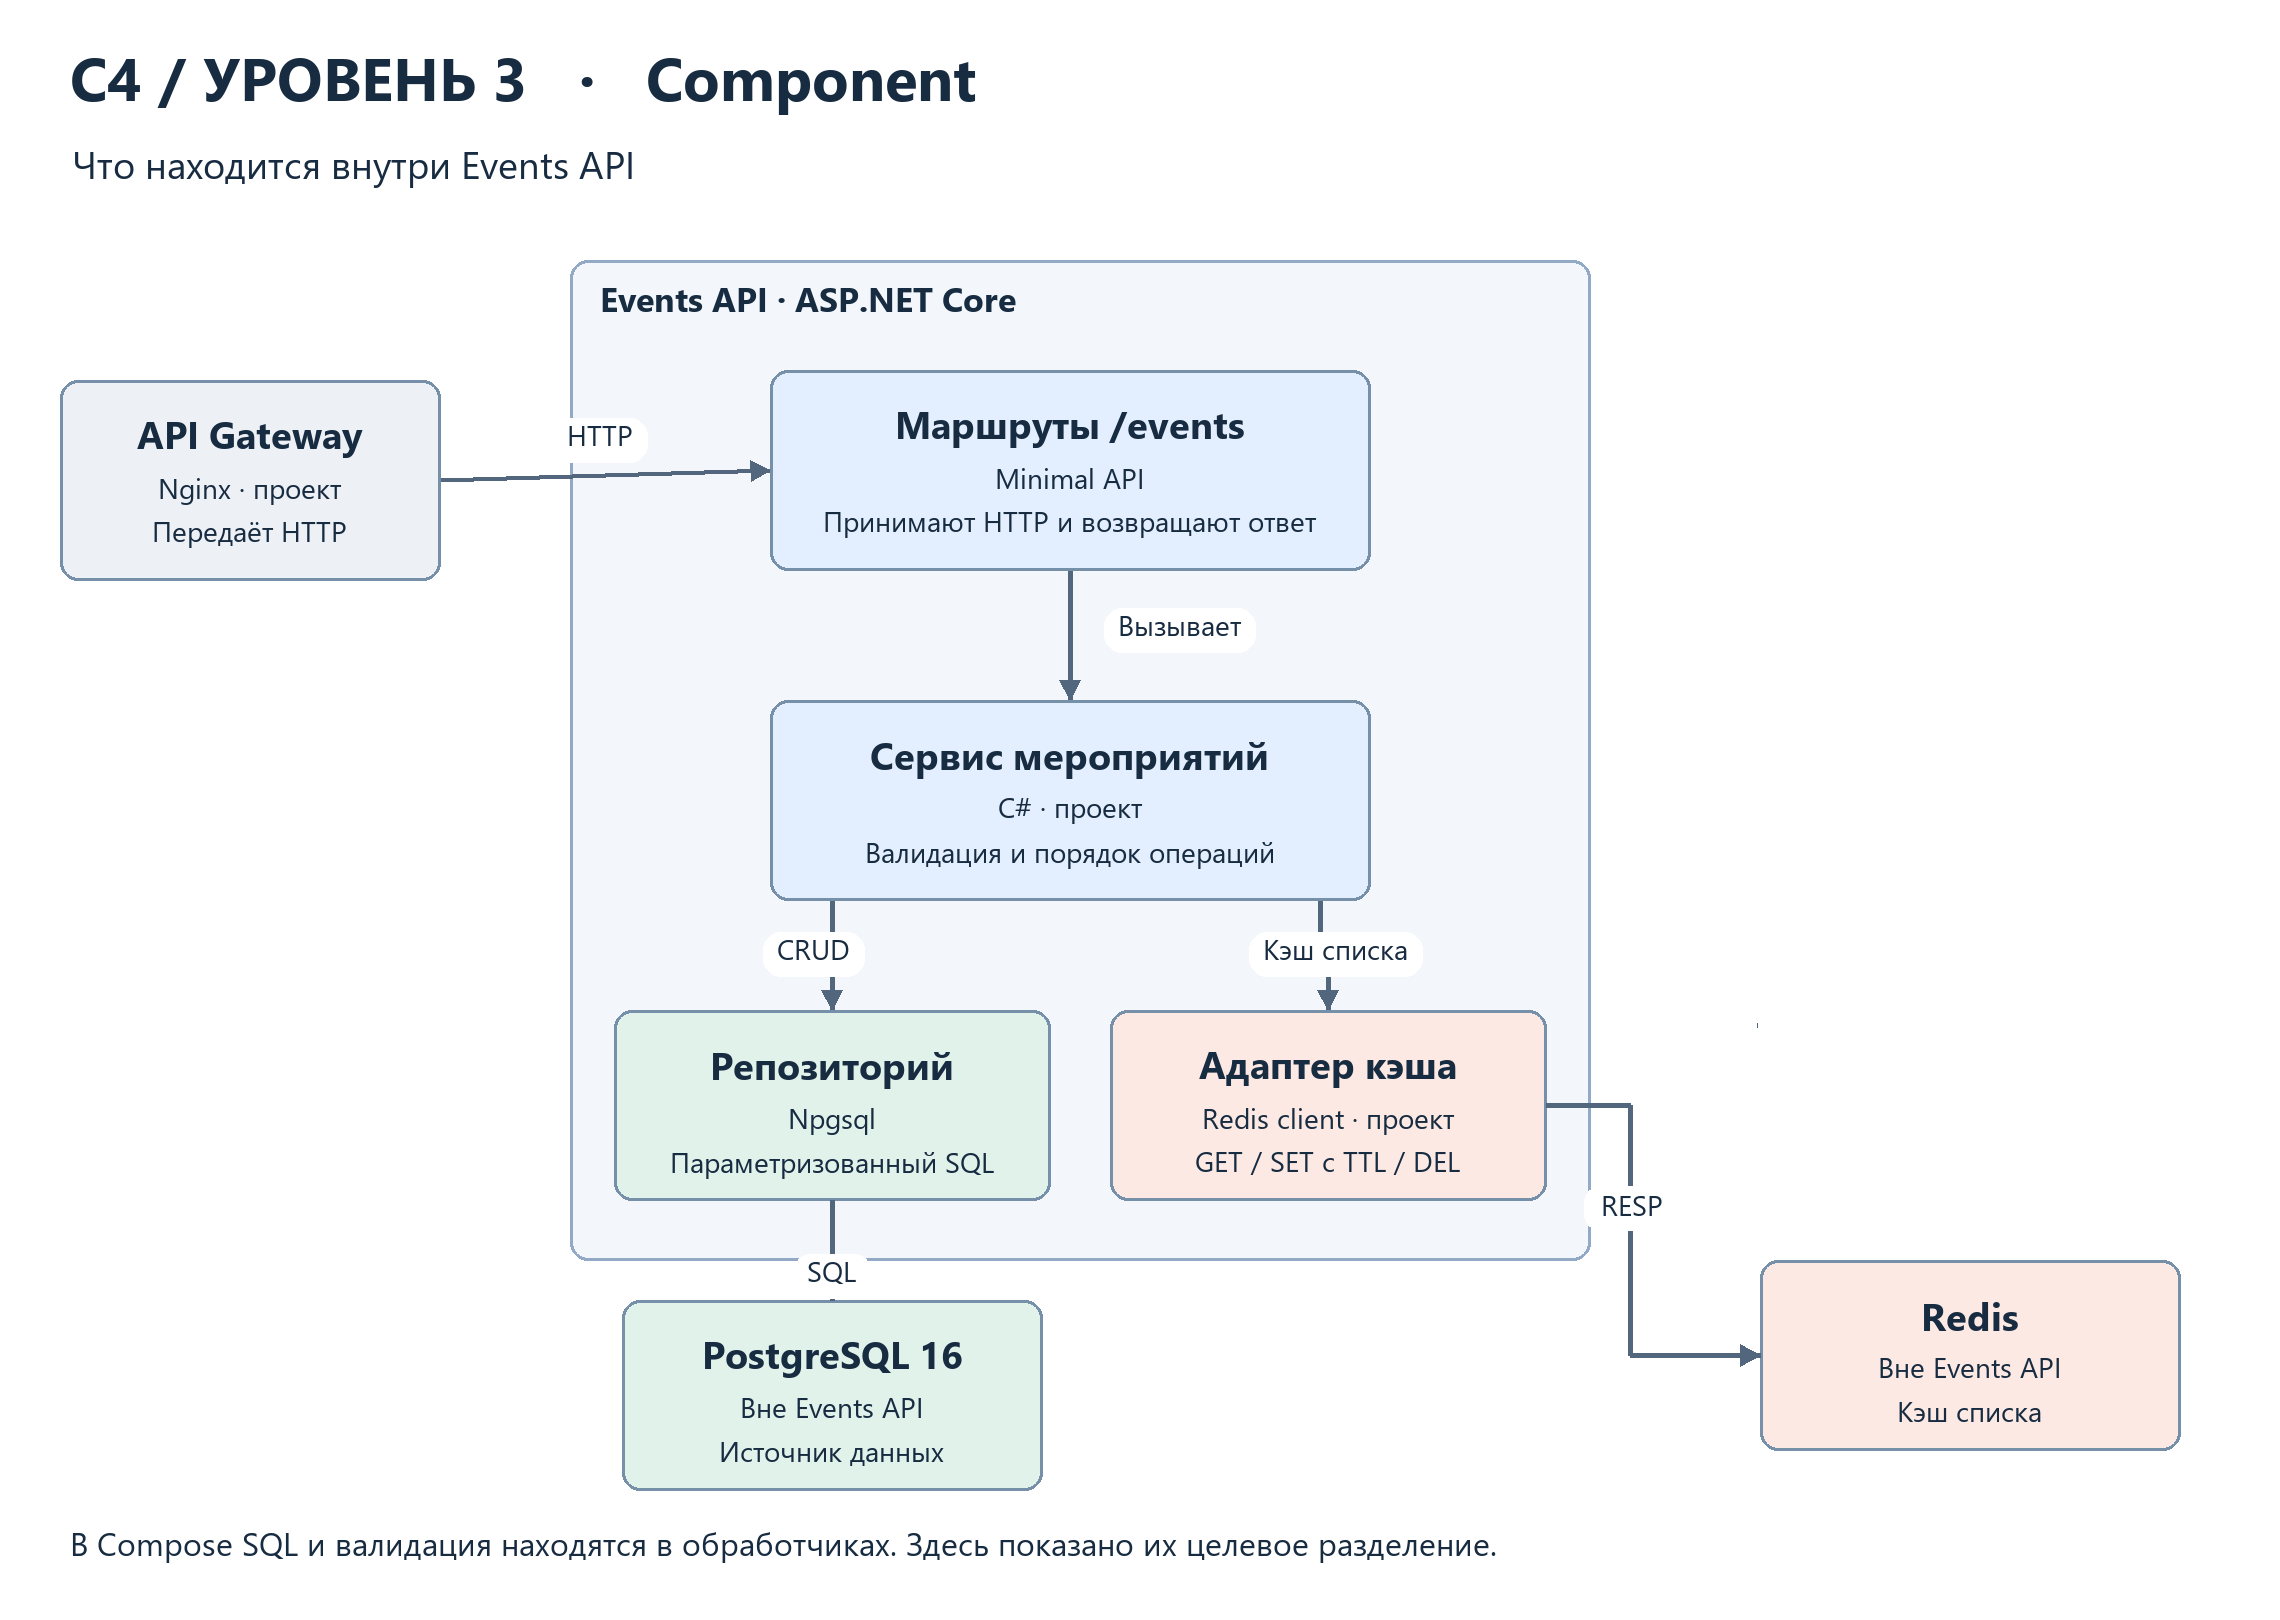 C4 / УРОВЕНЬ 3 · Component
Что находится внутри Events API
Events API · ASP.NET Core
API Gateway
Nginx · проект
Передаёт HTTP
HTTP
Маршруты /events
Minimal API
Принимают HTTP и возвращают ответ
Вызывает
Сервис мероприятий
C# · проект
Валидация и порядок операций
CRUD
Кэш списка
Репозиторий
Npgsql
Параметризованный SQL
Адаптер кэша
Redis client · проект
GET / SET с TTL / DEL
RESP
SQL
PostgreSQL 16
Вне Events API
Источник данных
Redis
Вне Events API
Кэш списка
В Compose SQL и валидация находятся в обработчиках. Здесь показано их целевое разделение.